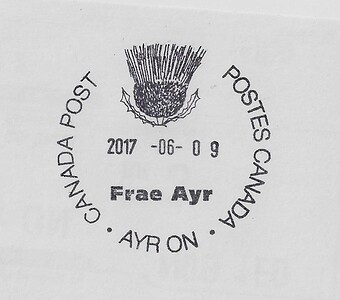 CANADA POST
POSTES CANADA
2017 -06- 09
Frae Ayr
• AYR ON •